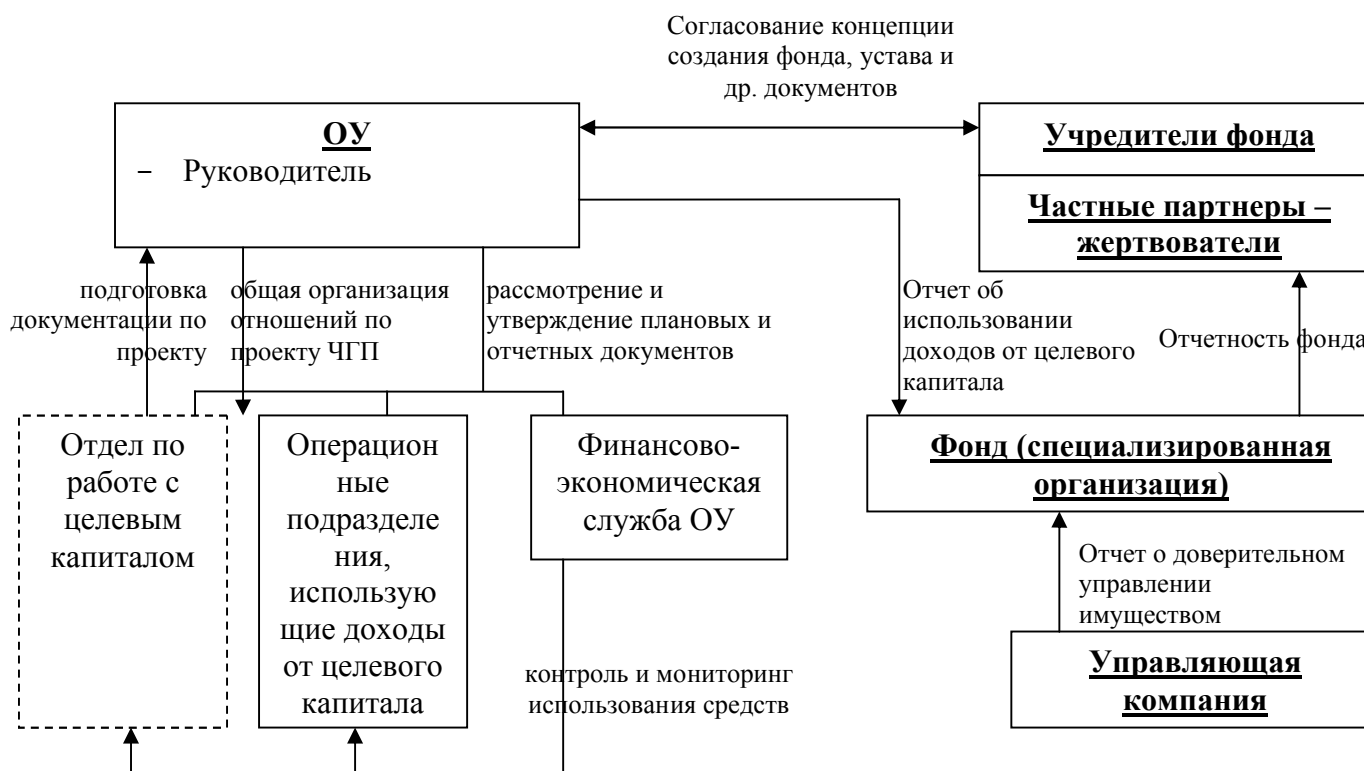 Согласование концепции
создания фонда, устава и
др. документов
ОУ
– Руководитель
Учредители фонда
Частные партнеры –
жертвователи
подготовка
документации по
проекту
общая организация
отношений по
проекту ЧГП
рассмотрение и
утверждение плановых и
отчетных документов
Отчет об
использовании
доходов от целевого
капитала
Отчетность фонда
Отдел по
работе с
целевым
капиталом
Операцион
ные
подразделе
ния,
использую
щие доходы
от целевого
капитала
Финансово-
экономическая
служба ОУ
Фонд (специализированная
организация)
Отчет о доверительном
управлении
имуществом
контроль и мониторинг
использования средств
Управляющая
компания